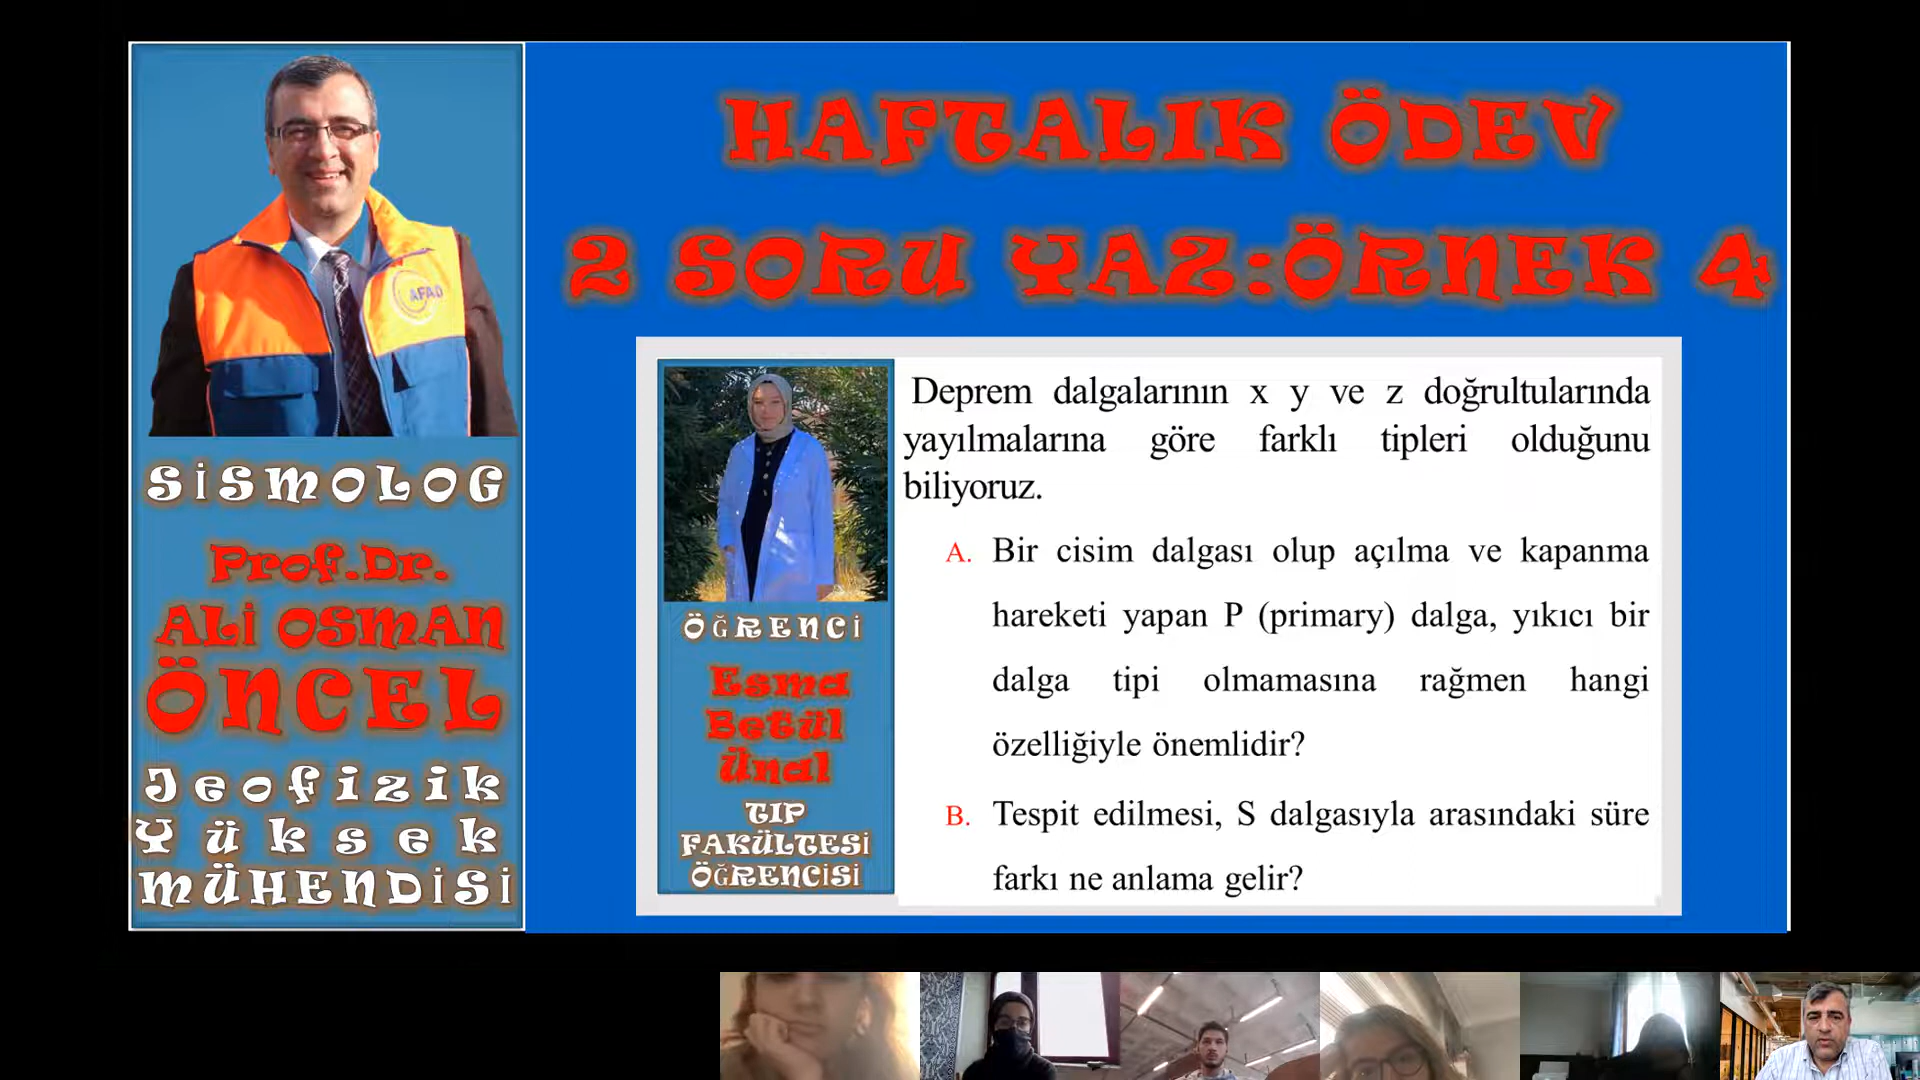 HAFTALIK ÖDEV
2 SORU YAZ:ÖRNEK 4
AFAD
SİSMOLOG
Prof.Dr.
ALİ OSMAN
ÖNCEL
Jeofizik
Yüksek
MÜHENDİSİ
ÖĞRENCİ
Esma
Betül
Ünal
TIP
FAKÜLTESİ
ÖĞRENCİSİ
Deprem dalgalarının x y ve z doğrultularında
yayılmalarına göre farklı tipleri olduğunu
biliyoruz.
A. Bir cisim dalgası olup açılma ve kapanma
hareketi yapan P (primary) dalga, yıkıcı bir
dalga tipi olmamasına rağmen hangi
özelliğiyle önemlidir?
B. Tespit edilmesi, S dalgasıyla arasındaki süre
farkı ne anlama gelir?